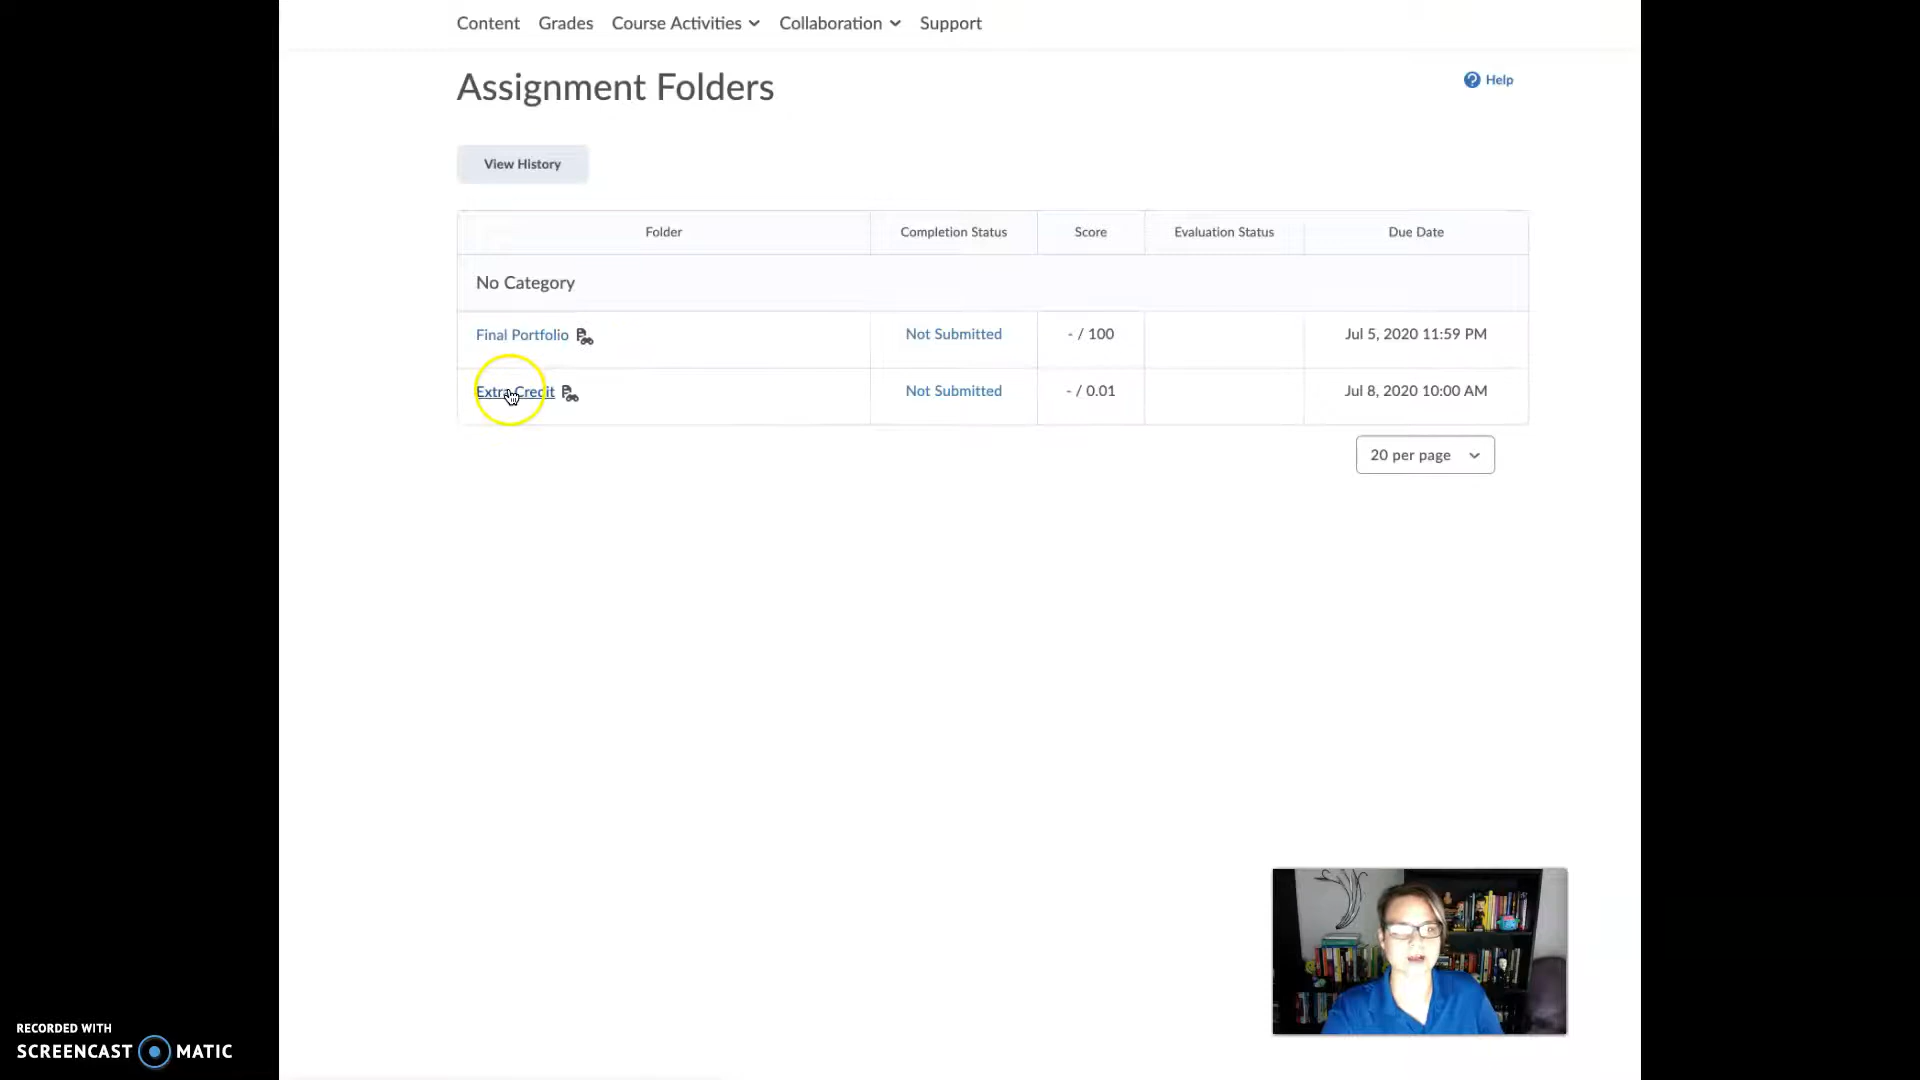 Content Grades Course Activities Collaboration Support
Assignment Folders
Help
View History
Folder Completion Status Score Evaluation Status Due Date
No Category
Final Portfolio Not Submitted - / 100 Jul 5, 2020 11:59 PM
Extra Credit Not Submitted - / 0.01 Jul 8, 2020 10:00 AM
20 per page
RECORDED WITH
SCREENCAST MATIC